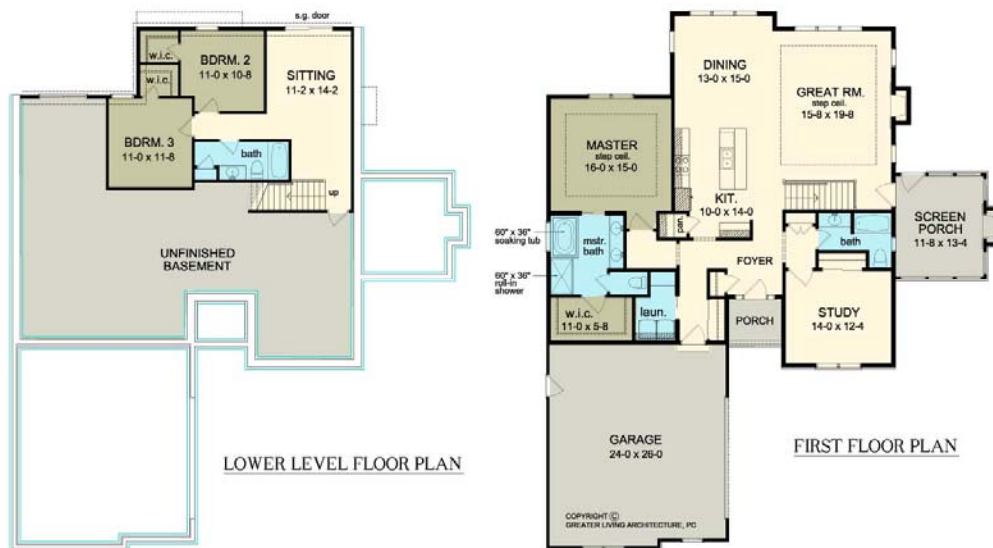 s.g. door
w.i.c.
BDRM. 2
11-0 x 10-8
SITTING
11-2 x 14-2
w.i.c.
BDRM. 3
11-0 x 11-8
bath
up
UNFINISHED
BASEMENT
LOWER LEVEL FLOOR PLAN
DINING
13-0 x 15-0
GREAT RM.
step ceil.
15-8 x 19-8
MASTER
step ceil.
16-0 x 15-0
KIT.
10-0 x 14-0
pan.
SCREEN
PORCH
11-8 x 13-4
60" x 36"
soaking tub
mstr.
bath
bath
FOYER
60" x 36"
roll-in
shower
w.i.c.
11-0 x 5-8
laun.
PORCH
STUDY
14-0 x 12-4
GARAGE
24-0 x 26-0
FIRST FLOOR PLAN
COPYRIGHT ©
GREATER LIVING ARCHITECTURE, PC